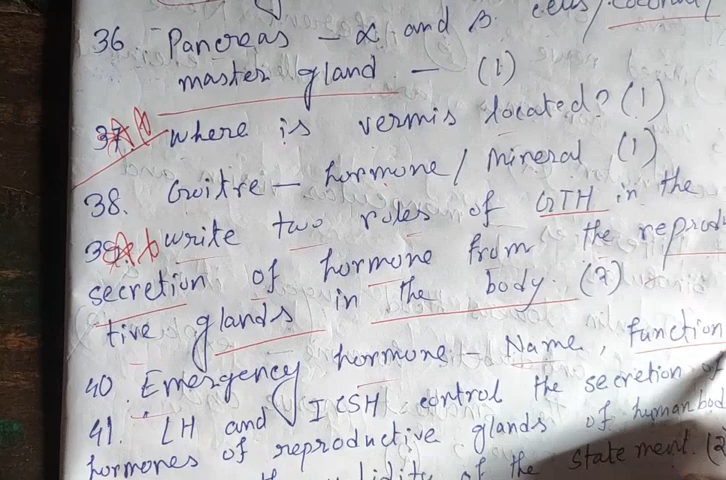 36 Pancreas - α and β cells/
master gland - (1)
37. where is vermis located? (1)
38. Goitre - hormone / mineral (1)
39. write two roles of GTH in the
secretion of hormone from the reproduc
tive glands in the body. (2)
40. Emergency hormone - Name, function
41. LH and ICSH control the secretion of
hormones of reproductive glands of human bod
validity of the statement. (2